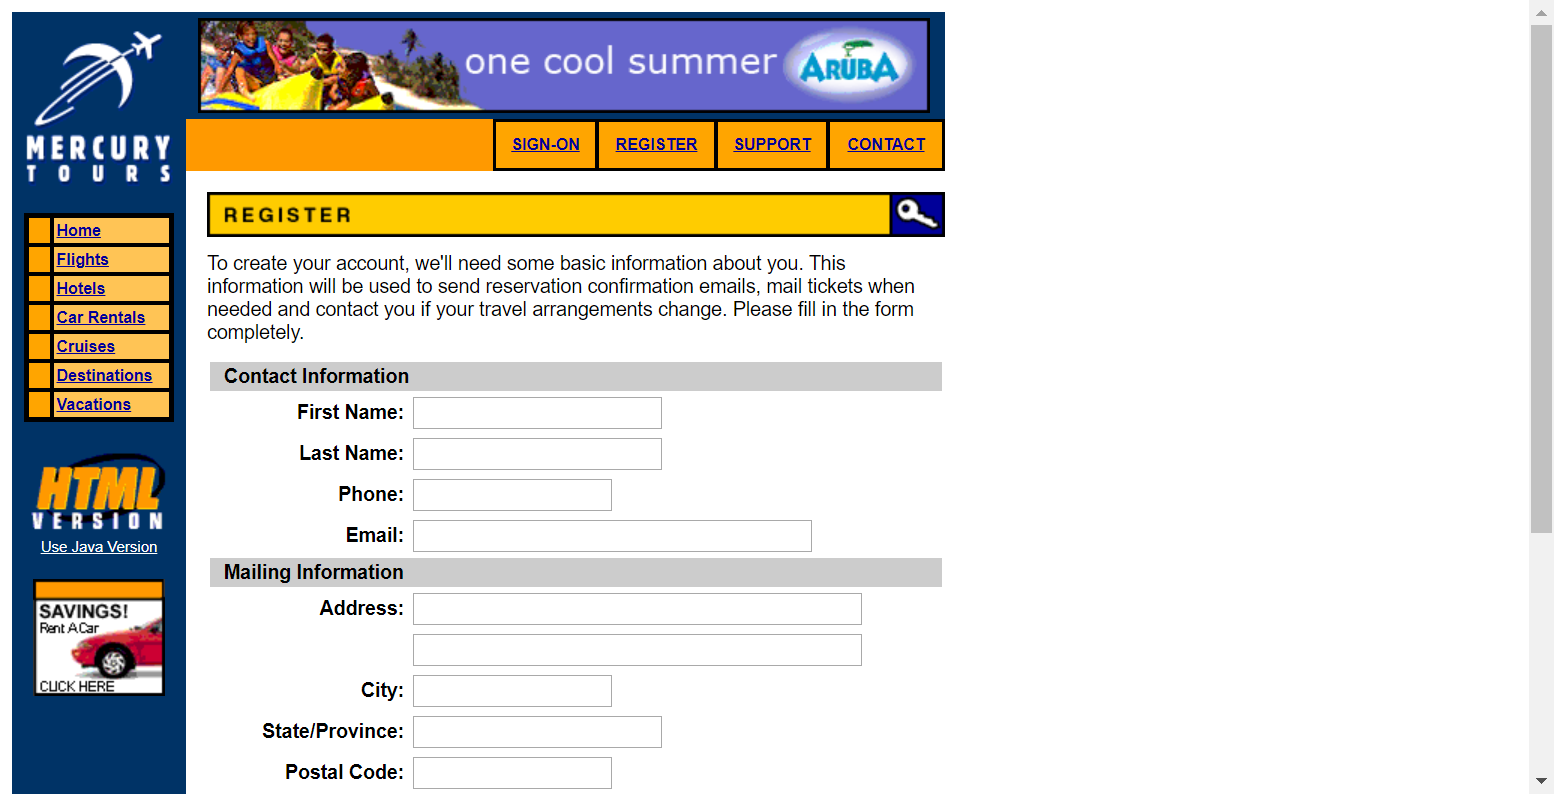 one cool summer ARUBA
MERCURY
TOURS
SIGN-ON REGISTER SUPPORT CONTACT
REGISTER
To create your account, we'll need some basic information about you. This
information will be used to send reservation confirmation emails, mail tickets when
needed and contact you if your travel arrangements change. Please fill in the form
completely.
Home
Flights
Hotels
Car Rentals
Cruises
Destinations
Vacations
HTML
VERSION
Use Java Version
SAVINGS!
Rent A Car
CLICK HERE
Contact Information
First Name:
Last Name:
Phone:
Email:
Mailing Information
Address:
City:
State/Province:
Postal Code: